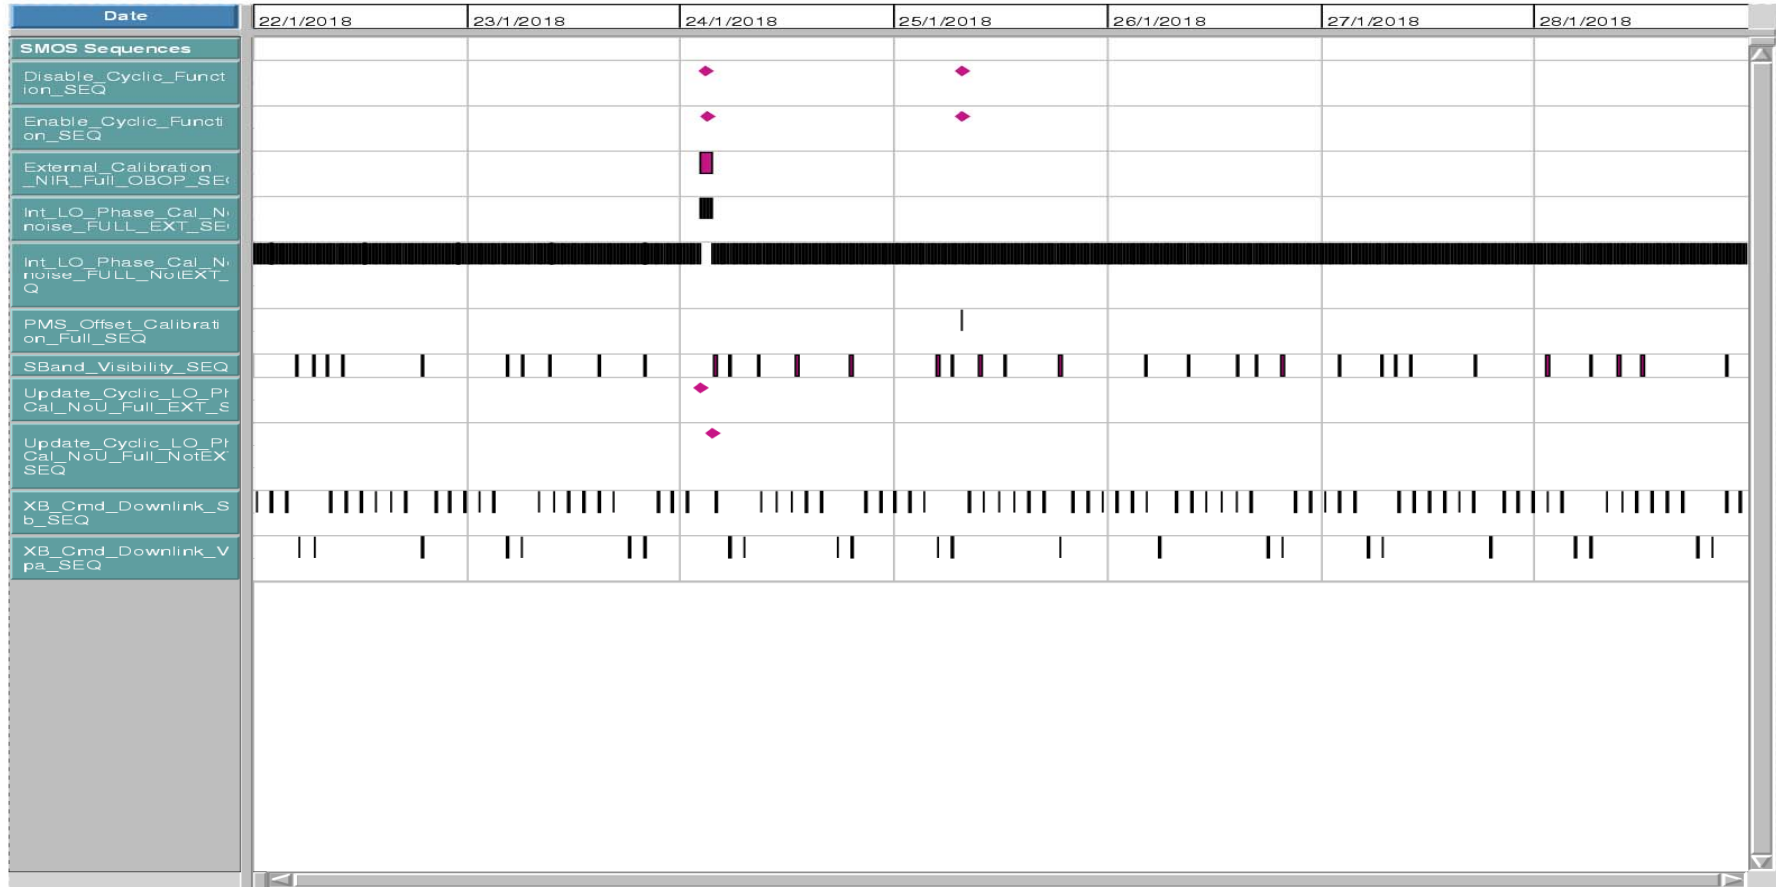 Date
22/1/2018 23/1/2018 24/1/2018 25/1/2018 26/1/2018 27/1/2018 28/1/2018
SMOS Sequences
Disable_Cyclic_Funct
ion_SEQ
Enable_Cyclic_Functi
on_SEQ
External_Calibration
_NIR_Full_OBOP_SE
Int_LO_Phase_Cal_N
noise_FULL_EXT_SE
Int_LO_Phase_Cal_N
noise_FULL_NotEXT_
Q
PMS_Offset_Calibrati
on_Full_SEQ
SBand_Visibility_SEQ
Update_Cyclic_LO_P
Cal_NoU_Full_EXT_S
Update_Cyclic_LO_P
Cal_NoU_Full_NotEX
SEQ
XB_Cmd_Downlink_S
b_SEQ
XB_Cmd_Downlink_V
pa_SEQ